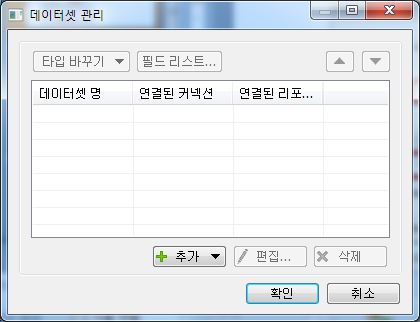 데이터셋 관리
타입 바꾸기 필드 리스트...
데이터셋 명 연결된 커넥션 연결된 리포...
추가 편집... 삭제
확인 취소